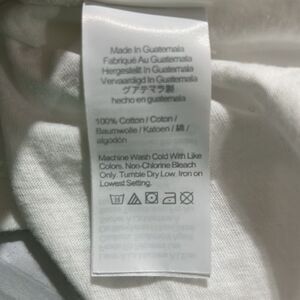 Made In Guatemala
Fabriqué Au Guatemala
Hergestellt In Guatemala
Vervaardigd In Guatemala
グアテマラ製
hecho en guatemala
100% Cotton / Coton /
Baumwolle / Katoen / 綿 /
algodón
Machine Wash Cold With Like
Colors. Non-Chlorine Bleach
Only. Tumble Dry Low. Iron on
Lowest Setting.